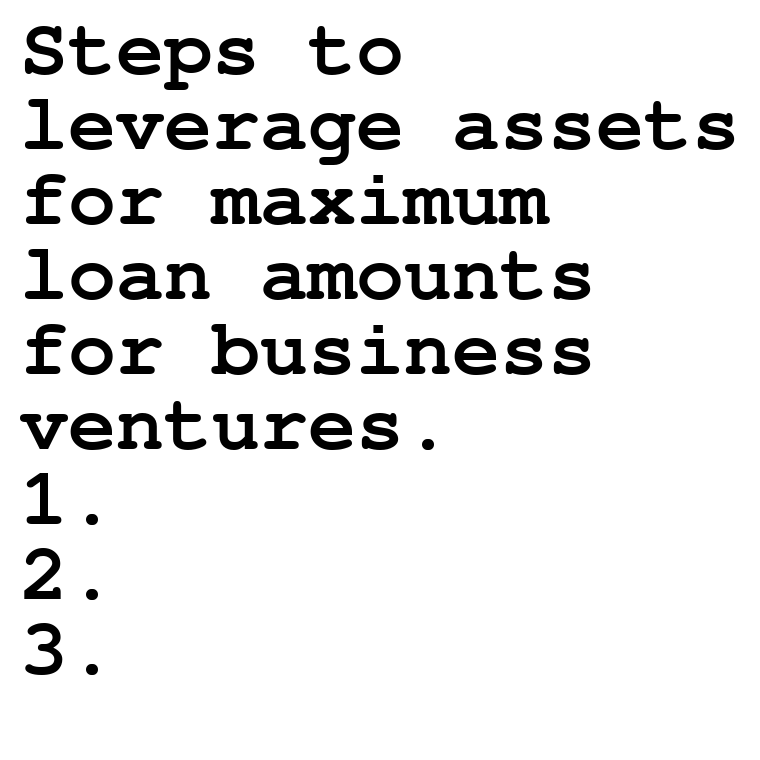 Steps to
leverage assets
for maximum
loan amounts
for business
ventures.
1.
2.
3.